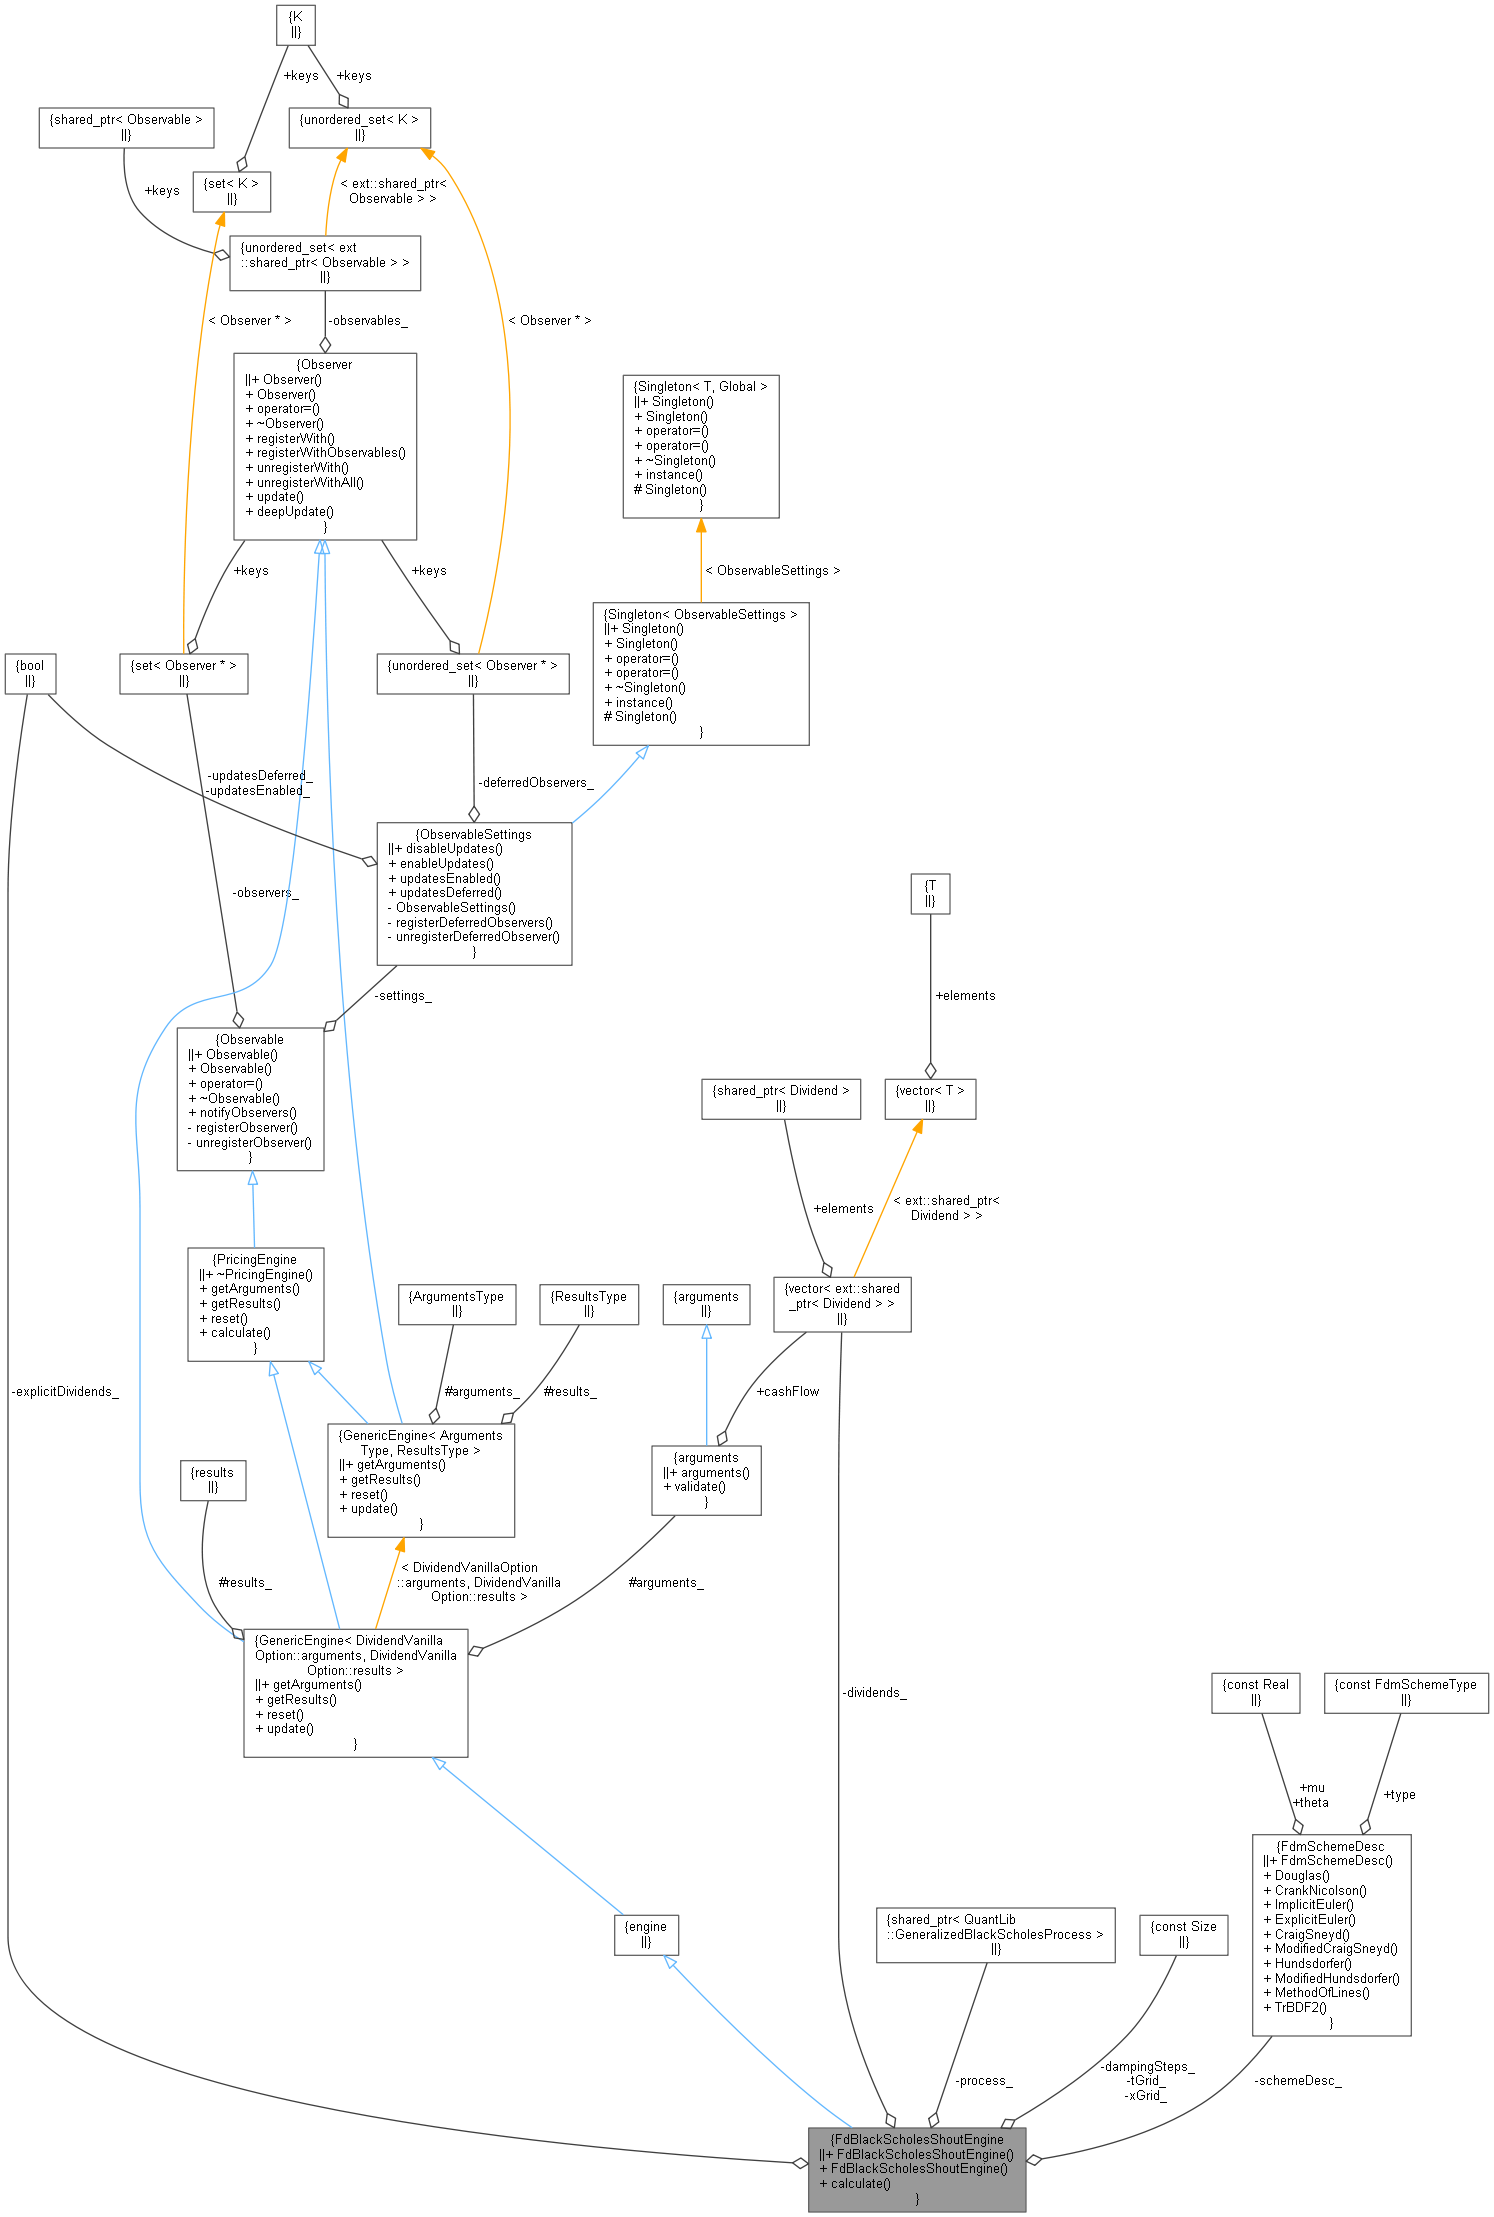 {K
||}
+keys
+keys
{shared_ptr< Observable >
||}
{unordered_set< K >
||}
+keys
{set< K >
||}
< ext::shared_ptr<
Observable > >
{unordered_set< ext
::shared_ptr< Observable > >
||}
< Observer * >
-observables_
< Observer * >
{Observer
||+ Observer()
+ Observer()
+ operator=()
+ ~Observer()
+ registerWith()
+ registerWithObservables()
+ unregisterWith()
+ unregisterWithAll()
+ update()
+ deepUpdate()
}
{Singleton< T, Global >
||+ Singleton()
+ Singleton()
+ operator=()
+ operator=()
+ ~Singleton()
+ instance()
# Singleton()
}
+keys
+keys
< ObservableSettings >
{Singleton< ObservableSettings >
||+ Singleton()
+ Singleton()
+ operator=()
+ operator=()
+ ~Singleton()
+ instance()
# Singleton()
}
{bool
||}
{set< Observer * >
||}
{unordered_set< Observer * >
||}
-updatesDeferred_
-updatesEnabled_
-deferredObservers_
{ObservableSettings
||+ disableUpdates()
+ enableUpdates()
+ updatesEnabled()
+ updatesDeferred()
- ObservableSettings()
- registerDeferredObservers()
- unregisterDeferredObserver()
}
-observers_
{T
||}
-settings_
+elements
{Observable
||+ Observable()
+ Observable()
+ operator=()
+ ~Observable()
+ notifyObservers()
- registerObserver()
- unregisterObserver()
}
{shared_ptr< Dividend >
||}
{vector< T >
||}
+elements
< ext::shared_ptr<
Dividend > >
{PricingEngine
||+ ~PricingEngine()
+ getArguments()
+ getResults()
+ reset()
+ calculate()
}
{ArgumentsType
||}
{ResultsType
||}
{arguments
||}
{vector< ext::shared
_ptr< Dividend > >
||}
-explicitDividends_
#arguments_
#results_
+cashFlow
{GenericEngine< Arguments
Type, ResultsType >
||+ getArguments()
+ getResults()
+ reset()
+ update()
}
{arguments
||+ arguments()
+ validate()
}
{results
||}
#results_
< DividendVanillaOption
::arguments, DividendVanilla
Option::results >
#arguments_
{GenericEngine< DividendVanilla
Option::arguments, DividendVanilla
Option::results >
||+ getArguments()
+ getResults()
+ reset()
+ update()
}
-dividends_
{const Real
||}
{const FdmSchemeType
||}
+mu
+theta
+type
{FdmSchemeDesc
||+ FdmSchemeDesc()
+ Douglas()
+ CrankNicolson()
+ ImplicitEuler()
+ ExplicitEuler()
+ CraigSneyd()
+ ModifiedCraigSneyd()
+ Hundsdorfer()
+ ModifiedHundsdorfer()
+ MethodOfLines()
+ TrBDF2()
}
{engine
||}
{shared_ptr< QuantLib
::GeneralizedBlackScholesProcess >
||}
{const Size
||}
-process_
-dampingSteps_
-tGrid_
-xGrid_
-schemeDesc_
{FdBlackScholesShoutEngine
||+ FdBlackScholesShoutEngine()
+ FdBlackScholesShoutEngine()
+ calculate()
}